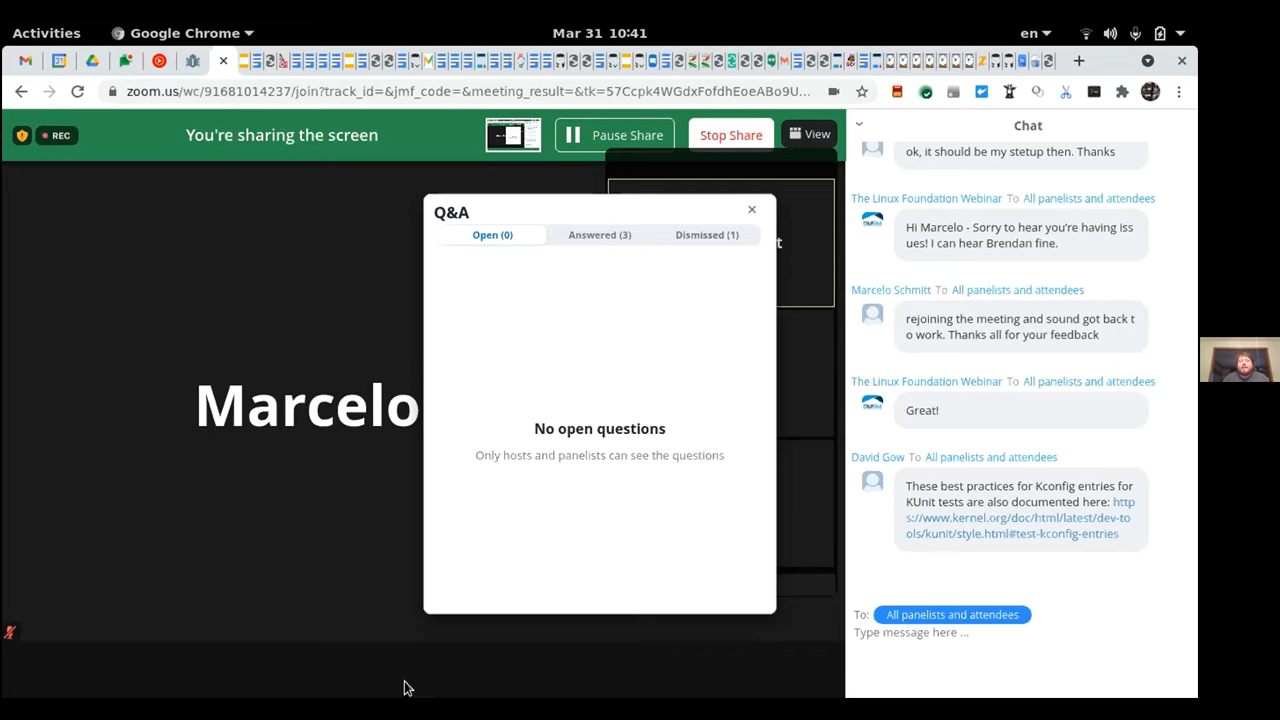 Activities
Google Chrome
Mar 31 10:41
en
zoom.us/wc/91681014237/join?track_id=&jmf_code=&meeting_result=&tk=57Ccpk4WGdxFofdhEoeABo9U...
REC
You're sharing the screen
Pause Share
Stop Share
View
Q&A
Open (0)
Answered (3)
Dismissed (1)
No open questions
Only hosts and panelists can see the questions
Marcelo
t
Chat
ok, it should be my stetup then. Thanks
The Linux Foundation Webinar To All panelists and attendees
Hi Marcelo - Sorry to hear you're having iss
ues! I can hear Brendan fine.
Marcelo Schmitt To All panelists and attendees
rejoining the meeting and sound got back t
o work. Thanks all for your feedback
The Linux Foundation Webinar To All panelists and attendees
Great!
David Gow To All panelists and attendees
These best practices for Kconfig entries for
KUnit tests are also documented here: http
s://www.kernel.org/doc/html/latest/dev-to
ols/kunit/style.html#test-kconfig-entries
To: All panelists and attendees
Type message here ...